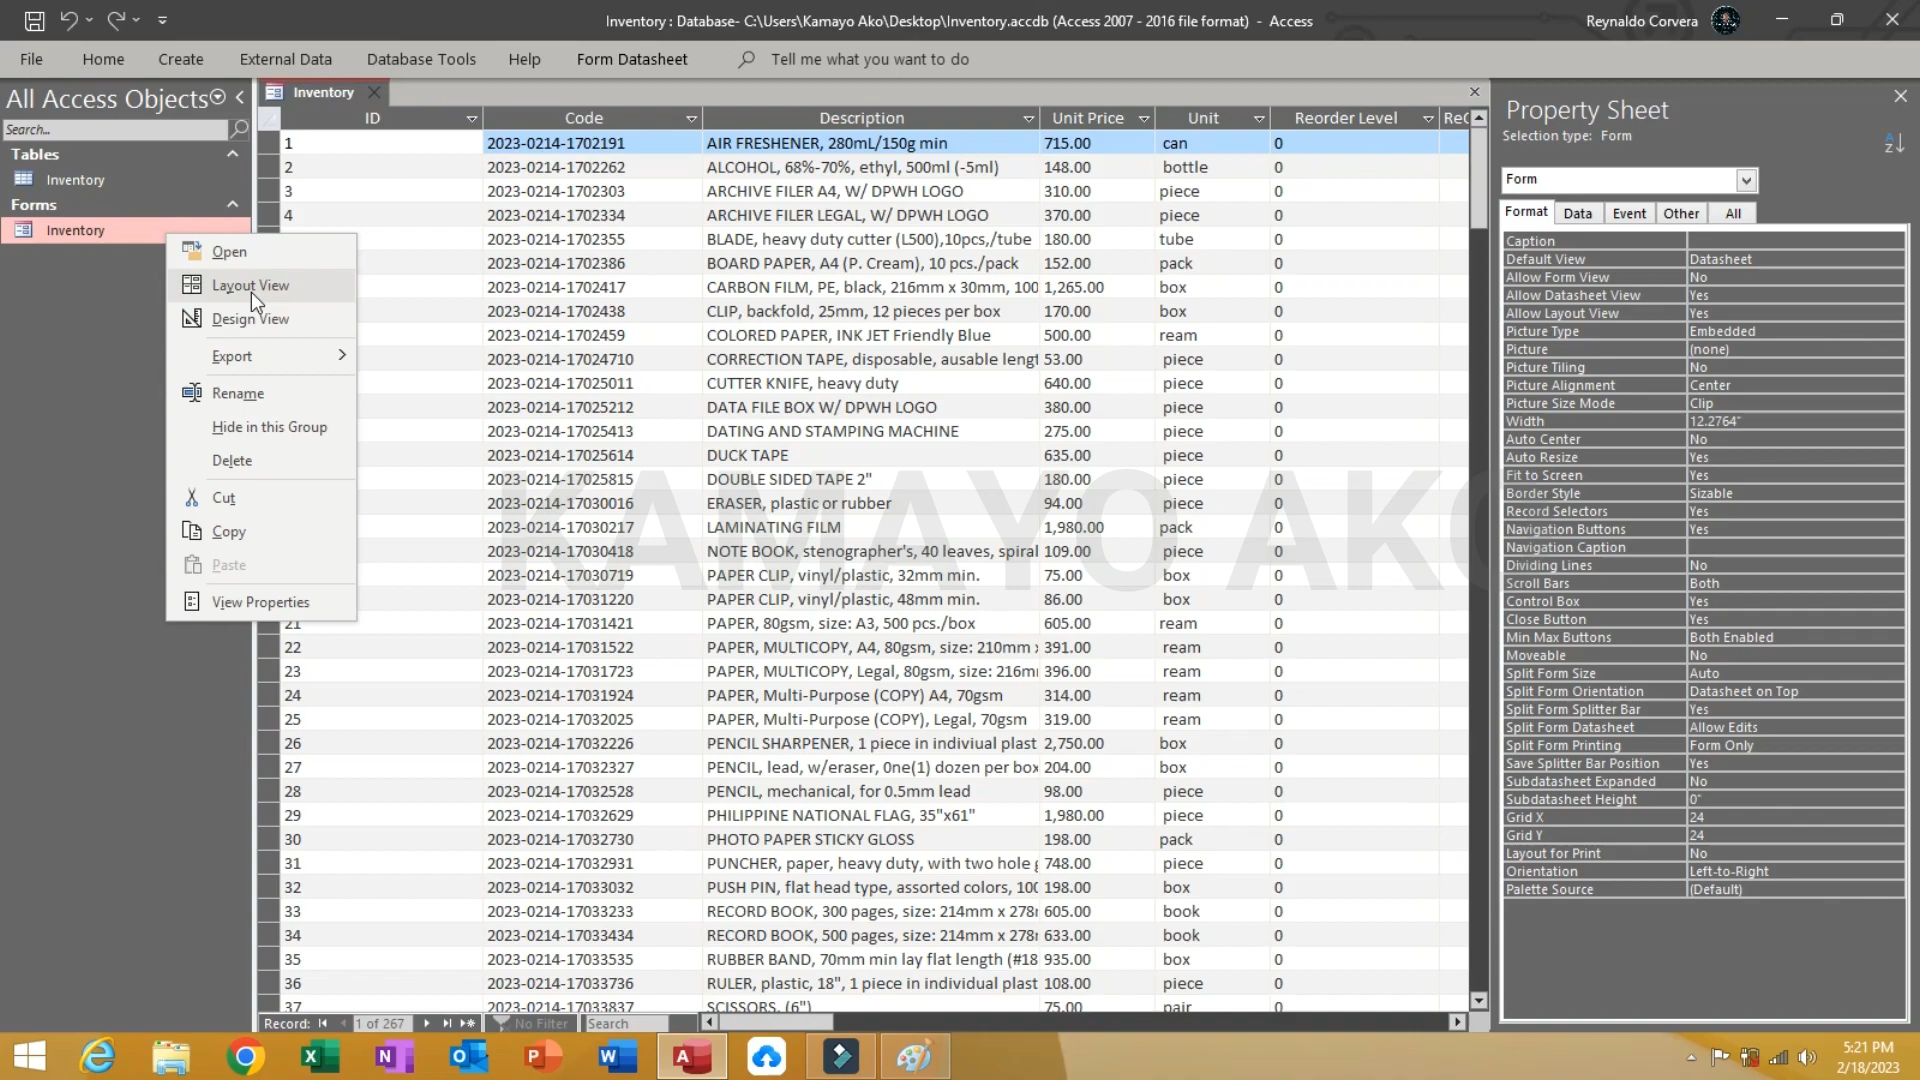 Inventory : Database- C:\Users\Kamayo Ako\Desktop\Inventory.accdb (Access 2007 - 2016 file format) - Access
Reynaldo Corvera
File Home Create External Data Database Tools Help Form Datasheet Tell me what you want to do
All Access Objects
Search...
Tables
Inventory
Forms
Inventory
Open
Layout View
Design View
Export
Rename
Hide in this Group
Delete
Cut
Copy
Paste
View Properties
Inventory
ID Code Description Unit Price Unit Reorder Level
1 2023-0214-1702191 AIR FRESHENER, 280mL/150g min 715.00 can 0
2 2023-0214-1702262 ALCOHOL, 68%-70%, ethyl, 500ml (-5ml) 148.00 bottle 0
3 2023-0214-1702303 ARCHIVE FILER A4, W/ DPWH LOGO 310.00 piece 0
4 2023-0214-1702334 ARCHIVE FILER LEGAL, W/ DPWH LOGO 370.00 piece 0
2023-0214-1702355 BLADE, heavy duty cutter (L500),10pcs,/tube 180.00 tube 0
2023-0214-1702386 BOARD PAPER, A4 (P. Cream), 10 pcs./pack 152.00 pack 0
2023-0214-1702417 CARBON FILM, PE, black, 216mm x 30mm, 100 1,265.00 box 0
2023-0214-1702438 CLIP, backfold, 25mm, 12 pieces per box 170.00 box 0
2023-0214-1702459 COLORED PAPER, INK JET Friendly Blue 500.00 ream 0
2023-0214-17024710 CORRECTION TAPE, disposable, ausable lengt 53.00 piece 0
2023-0214-17025011 CUTTER KNIFE, heavy duty 640.00 piece 0
2023-0214-17025212 DATA FILE BOX W/ DPWH LOGO 380.00 piece 0
2023-0214-17025413 DATING AND STAMPING MACHINE 275.00 piece 0
2023-0214-17025614 DUCK TAPE 635.00 piece 0
2023-0214-17025815 DOUBLE SIDED TAPE 2" 180.00 piece 0
2023-0214-17030016 ERASER, plastic or rubber 94.00 piece 0
2023-0214-17030217 LAMINATING FILM 1,980.00 pack 0
2023-0214-17030418 NOTE BOOK, stenographer's, 40 leaves, spiral 109.00 piece 0
2023-0214-17030719 PAPER CLIP, vinyl/plastic, 32mm min. 75.00 box 0
2023-0214-17031220 PAPER CLIP, vinyl/plastic, 48mm min. 86.00 box 0
21 2023-0214-17031421 PAPER, 80gsm, size: A3, 500 pcs./box 605.00 ream 0
22 2023-0214-17031522 PAPER, MULTICOPY, A4, 80gsm, size: 210mm x 391.00 ream 0
23 2023-0214-17031723 PAPER, MULTICOPY, Legal, 80gsm, size: 216m 396.00 ream 0
24 2023-0214-17031924 PAPER, Multi-Purpose (COPY) A4, 70gsm 314.00 ream 0
25 2023-0214-17032025 PAPER, Multi-Purpose (COPY), Legal, 70gsm 319.00 ream 0
26 2023-0214-17032226 PENCIL SHARPENER, 1 piece in indiviual plast 2,750.00 box 0
27 2023-0214-17032327 PENCIL, lead, w/eraser, 0ne(1) dozen per box 204.00 box 0
28 2023-0214-17032528 PENCIL, mechanical, for 0.5mm lead 98.00 piece 0
29 2023-0214-17032629 PHILIPPINE NATIONAL FLAG, 35"x61" 1,980.00 piece 0
30 2023-0214-17032730 PHOTO PAPER STICKY GLOSS 198.00 pack 0
31 2023-0214-17032931 PUNCHER, paper, heavy duty, with two hole g 748.00 piece 0
32 2023-0214-17033032 PUSH PIN, flat head type, assorted colors, 100 198.00 box 0
33 2023-0214-17033233 RECORD BOOK, 300 pages, size: 214mm x 278m 605.00 book 0
34 2023-0214-17033434 RECORD BOOK, 500 pages, size: 214mm x 278m 633.00 book 0
35 2023-0214-17033535 RUBBER BAND, 70mm min lay flat length (#18 935.00 box 0
36 2023-0214-17033736 RULER, plastic, 18", 1 piece in individual plast 108.00 piece 0
37 2023-0214-17033837 SCISSORS, (6") 75.00 pair 0
KAMAYO AKO
Record: 1 of 267 No Filter Search
Property Sheet
Selection type: Form
Form
Format Data Event Other All
Caption
Default View Datasheet
Allow Form View No
Allow Datasheet View Yes
Allow Layout View Yes
Picture Type Embedded
Picture (none)
Picture Tiling No
Picture Alignment Center
Picture Size Mode Clip
Width 12.2764"
Auto Center No
Auto Resize Yes
Fit to Screen Yes
Border Style Sizable
Record Selectors Yes
Navigation Buttons Yes
Navigation Caption
Dividing Lines No
Scroll Bars Both
Control Box Yes
Close Button Yes
Min Max Buttons Both Enabled
Moveable No
Split Form Size Auto
Split Form Orientation Datasheet on Top
Split Form Splitter Bar Yes
Split Form Datasheet Allow Edits
Split Form Printing Form Only
Save Splitter Bar Position Yes
Subdatasheet Expanded No
Subdatasheet Height 0"
Grid X 24
Grid Y 24
Layout for Print No
Orientation Left-to-Right
Palette Source (Default)
5:21 PM
2/18/2023